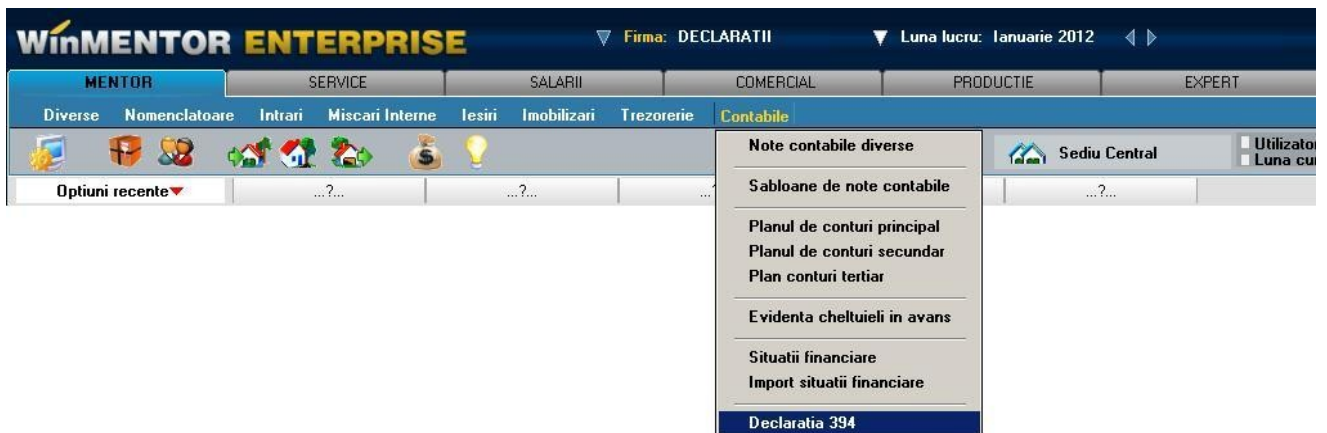 WinMENTOR ENTERPRISE Firma: DECLARATII Luna lucru: Ianuarie 2012
MENTOR SERVICE SALARII COMERCIAL PRODUCTIE EXPERT
Diverse Nomenclatoare Intrari Miscari Interne Iesiri Imobilizari Trezorerie Contabile
Note contabile diverse
Sediu Central
Optiuni recente ...?... ...?... ...?...
Sabloane de note contabile
Planul de conturi principal
Planul de conturi secundar
Plan conturi tertiar
Evidenta cheltuieli in avans
Situatii financiare
Import situatii financiare
Declaratia 394